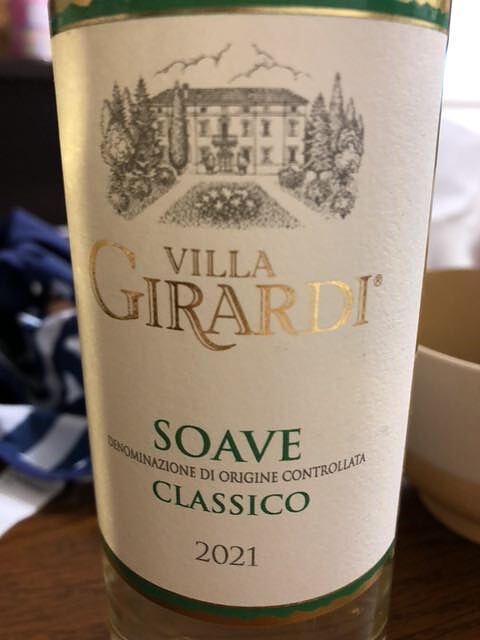 VILLA
GIRARDI®
SOAVE
DENOMINAZIONE DI ORIGINE CONTROLLATA
CLASSICO
2021